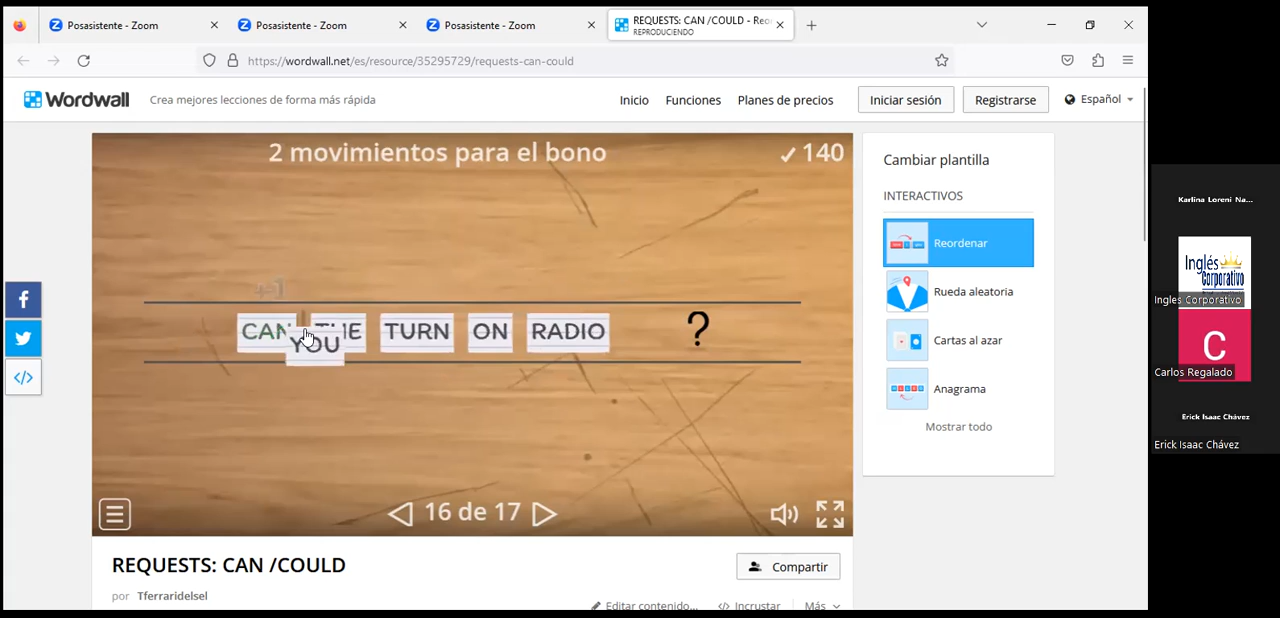 Posasistente - Zoom
Posasistente - Zoom
Posasistente - Zoom
REQUESTS: CAN /COULD - Reo
REPRODUCIENDO
https://wordwall.net/es/resource/35295729/requests-can-could
Wordwall
Crea mejores lecciones de forma más rápida
Inicio
Funciones
Planes de precios
Iniciar sesión
Registrarse
Español
2 movimientos para el bono
✓ 140
+1
CAN YOU THE TURN ON RADIO ?
16 de 17
Cambiar plantilla
INTERACTIVOS
Reordenar
Rueda aleatoria
Cartas al azar
Anagrama
Mostrar todo
REQUESTS: CAN /COULD
Compartir
por Tferraridelsel
Editar contenido...
Incrustar
Más
Karlina Loreni Na...
Inglés
Corporativo
Ingles Corporativo
C
Carlos Regalado
Erick Isaac Chávez
Erick Isaac Chávez